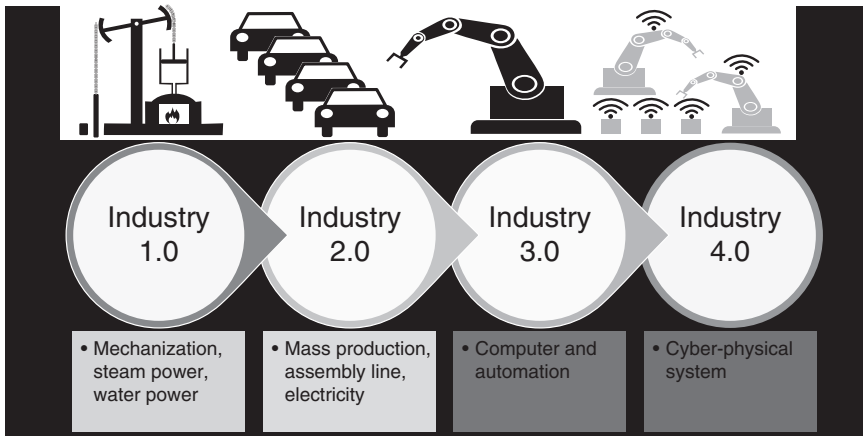 Industry
1.0
Industry
2.0
Industry
3.0
Industry
4.0
• Mechanization,
steam power,
water power
• Mass production,
assembly line,
electricity
• Computer and
automation
• Cyber-physical
system